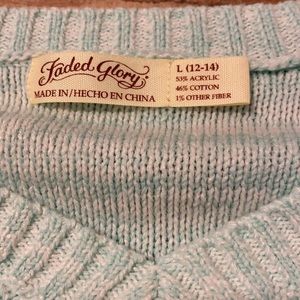 Faded Glory
MADE IN/HECHO EN CHINA
L (12-14)
53% ACRYLIC
46% COTTON
1% OTHER FIBER